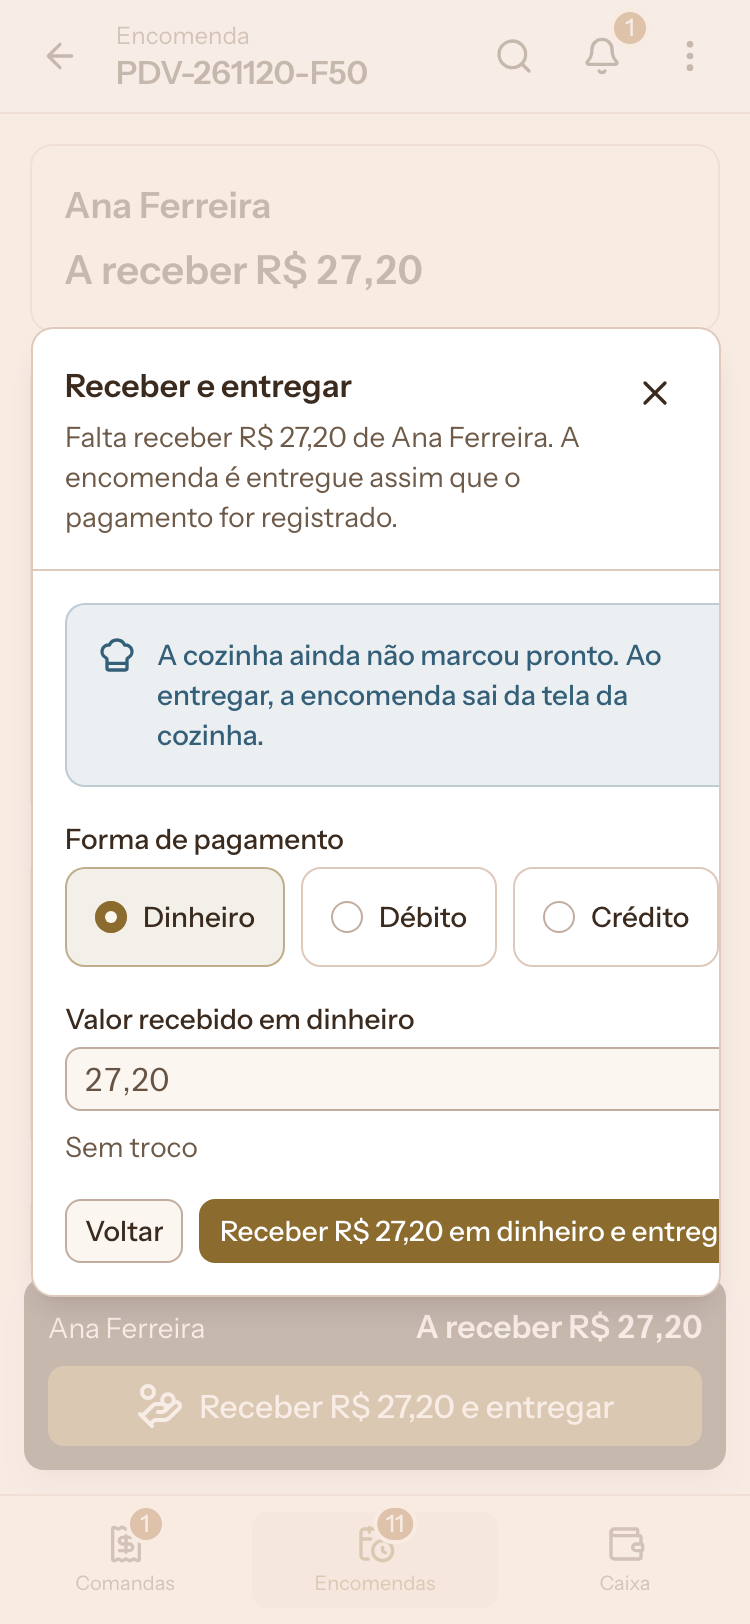 Encomenda
PDV-261120-F50
1
Ana Ferreira
A receber R$ 27,20
Receber e entregar
Falta receber R$ 27,20 de Ana Ferreira. A
encomenda é entregue assim que o
pagamento for registrado.
A cozinha ainda não marcou pronto. Ao
entregar, a encomenda sai da tela da
cozinha.
Forma de pagamento
Dinheiro
Débito
Crédito
Valor recebido em dinheiro
27,20
Sem troco
Voltar
Receber R$ 27,20 em dinheiro e entreg
Ana Ferreira
A receber R$ 27,20
Receber R$ 27,20 e entregar
1
Comandas
11
Encomendas
Caixa